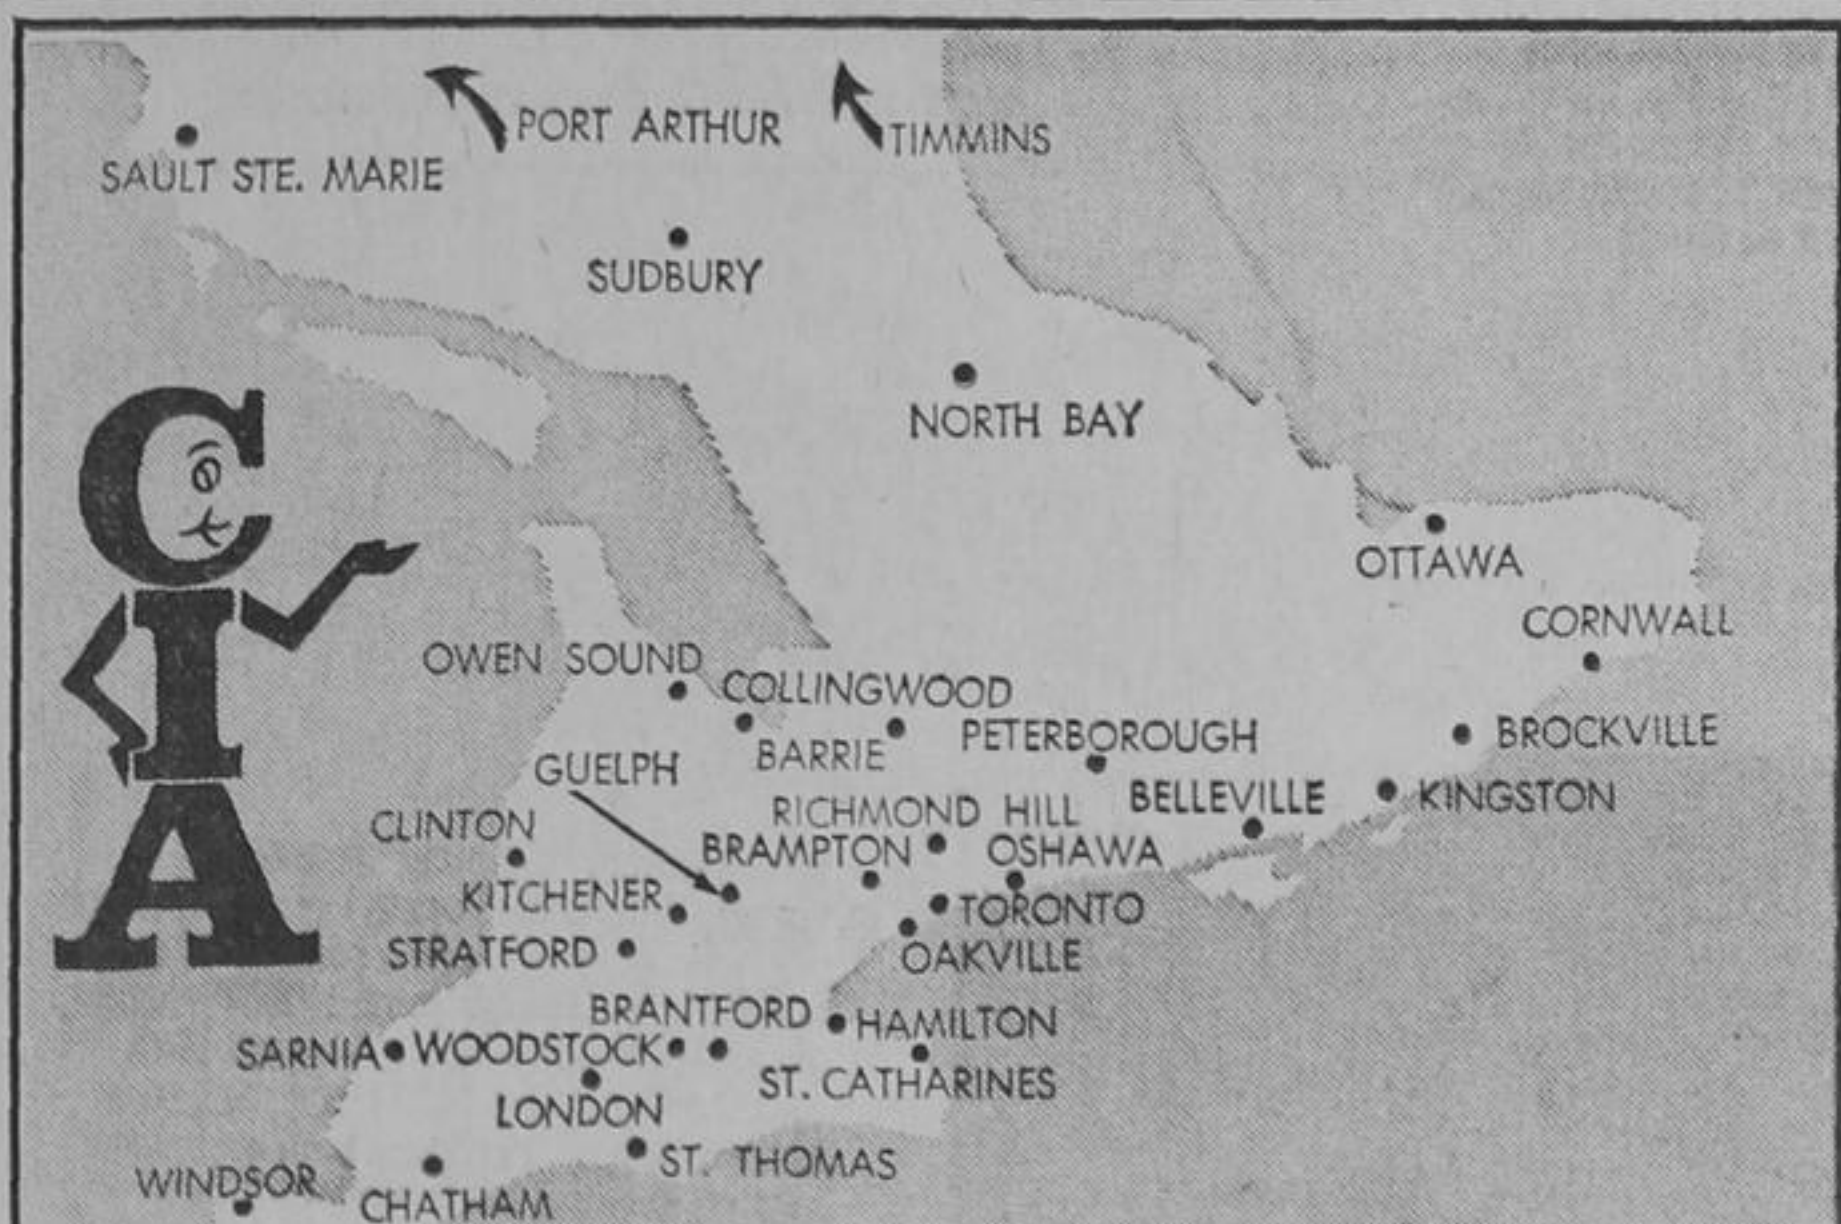 PORT ARTHUR
TIMMINS
SAULT STE. MARIE
SUDBURY
NORTH BAY
CIA
OTTAWA
CORNWALL
OWEN SOUND
COLLINGWOOD
BROCKVILLE
PETERBOROUGH
BARRIE
GUELPH
BELLEVILLE
KINGSTON
RICHMOND HILL
CLINTON
BRAMPTON
OSHAWA
KITCHENER
TORONTO
STRATFORD
OAKVILLE
BRANTFORD
HAMILTON
SARNIA
WOODSTOCK
ST. CATHARINES
LONDON
ST. THOMAS
WINDSOR
CHATHAM